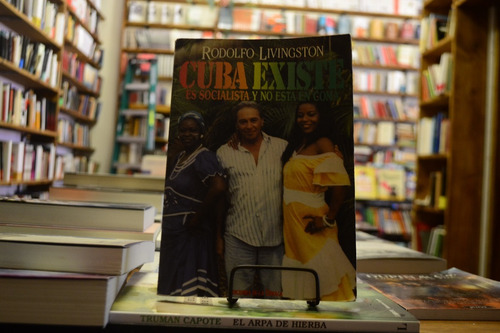 RODOLFO LIVINGSTON
CUBA EXISTE
ES SOCIALISTA Y NO ESTA EN COMA
TRUMAN CAPOTE EL ARPA DE HIERBA